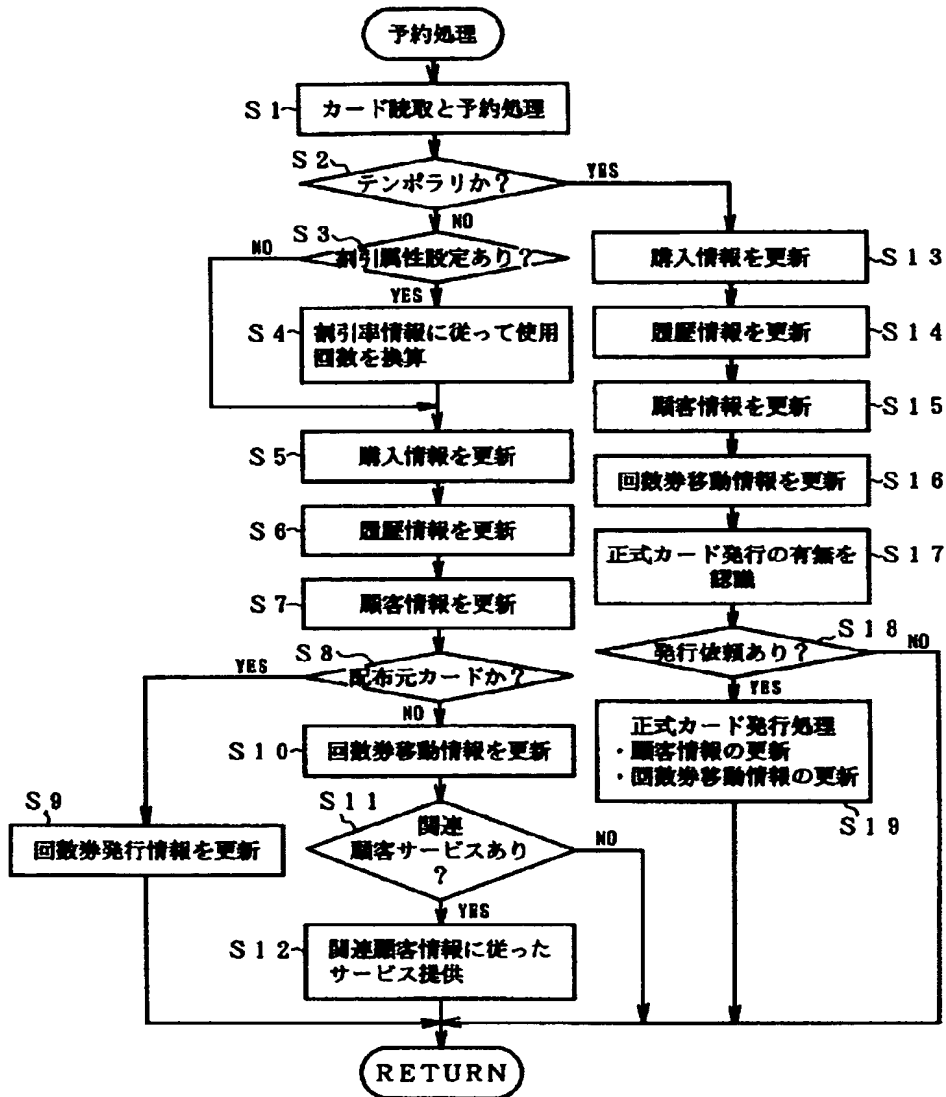 予約処理
S1
カード読取と予約処理
S2
テンポラリか?
YES
NO
S3
割引属性設定あり?
NO
YES
S4
割引率情報に従って使用
回数を換算
S5
購入情報を更新
S6
履歴情報を更新
S7
顧客情報を更新
S8
配布元カードか?
YES
NO
S9
回数券発行情報を更新
S10
回数券移動情報を更新
S11
関連
顧客サービスあり
?
NO
YES
S12
関連顧客情報に従った
サービス提供
購入情報を更新
S13
履歴情報を更新
S14
顧客情報を更新
S15
回数券移動情報を更新
S16
正式カード発行の有無を
認識
S17
S18
発行依頼あり?
NO
YES
正式カード発行処理
・顧客情報の更新
・回数券移動情報の更新
S19
RETURN